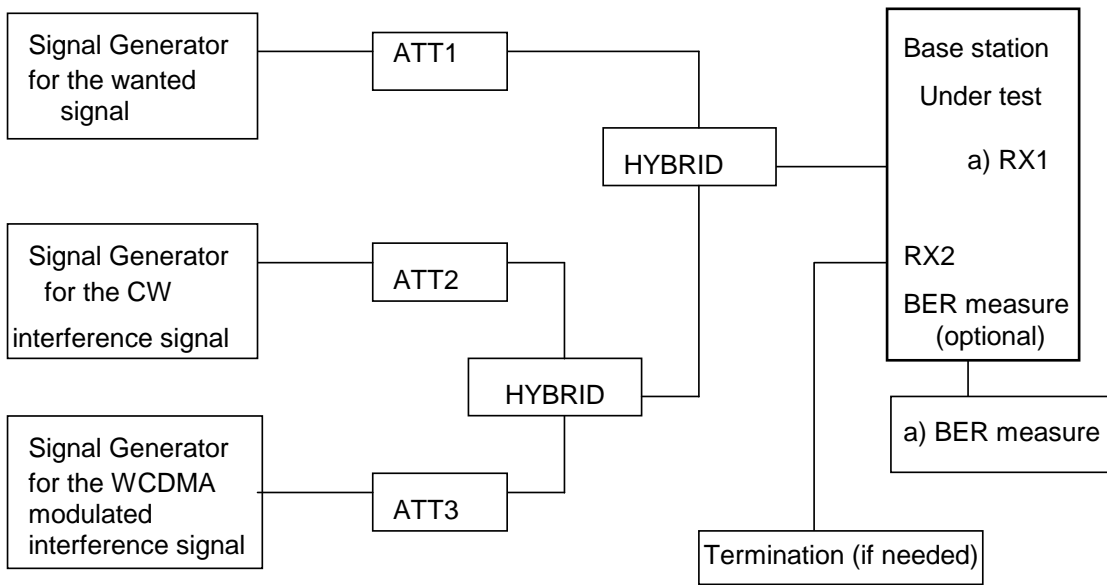 Signal Generator
for the wanted
signal
ATT1
HYBRID
Base station
Under test
a) RX1
RX2
BER measure
(optional)
Signal Generator
for the CW
interference signal
ATT2
HYBRID
a) BER measure
Signal Generator
for the WCDMA
modulated
interference signal
ATT3
Termination (if needed)